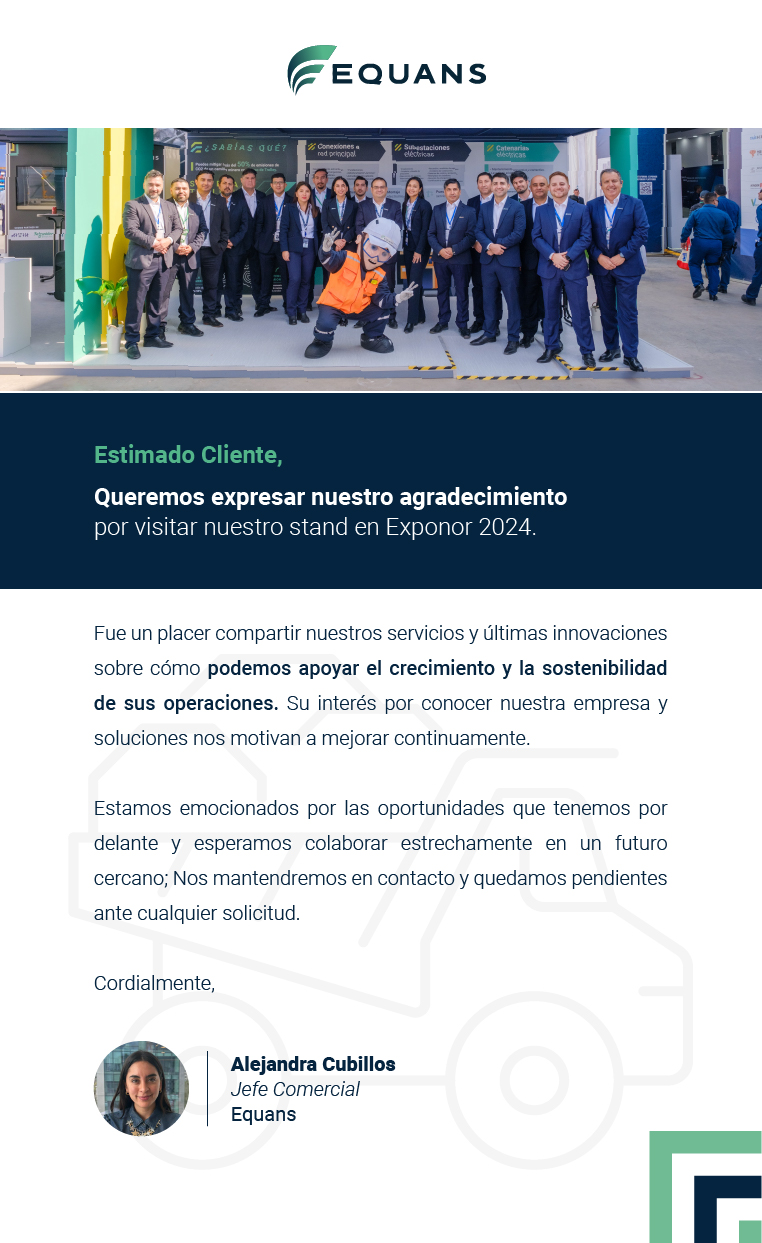 EQUANS
¿SABÍAS QUÉ?
Conexiones a
red principal
Subestaciones
eléctricas
Catenarias
eléctricas
Estimado Cliente,
Queremos expresar nuestro agradecimiento
por visitar nuestro stand en Exponor 2024.
Fue un placer compartir nuestros servicios y últimas innovaciones
sobre cómo podemos apoyar el crecimiento y la sostenibilidad
de sus operaciones. Su interés por conocer nuestra empresa y
soluciones nos motivan a mejorar continuamente.
Estamos emocionados por las oportunidades que tenemos por
delante y esperamos colaborar estrechamente en un futuro
cercano; Nos mantendremos en contacto y quedamos pendientes
ante cualquier solicitud.
Cordialmente,
Alejandra Cubillos
Jefe Comercial
Equans